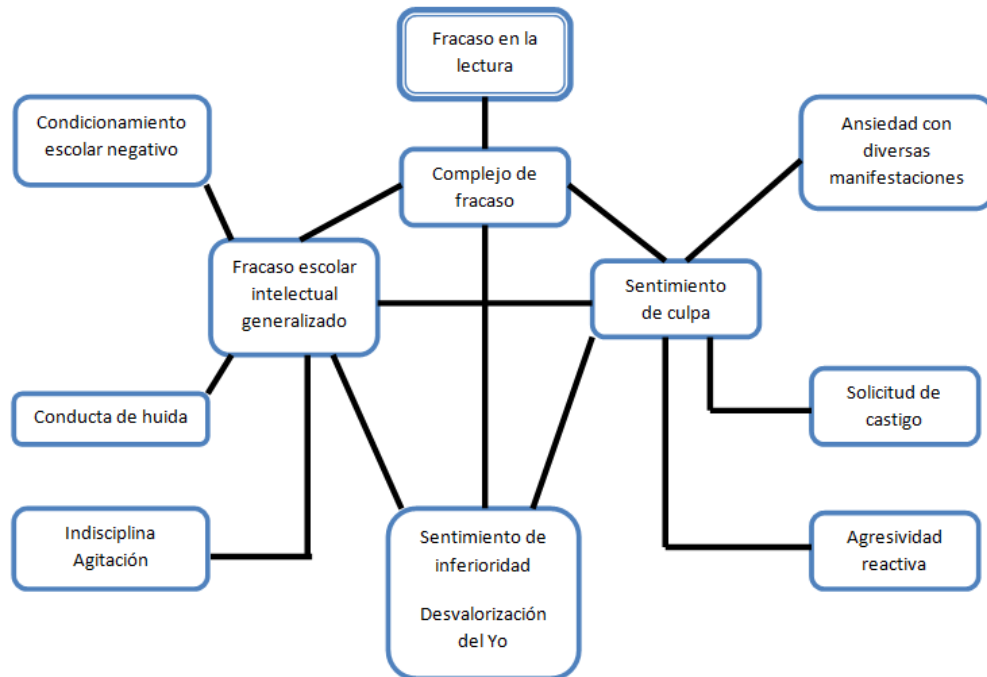 Fracaso en la
lectura
Condicionamiento
escolar negativo
Ansiedad con
diversas
manifestaciones
Complejo de
fracaso
Fracaso escolar
intelectual
generalizado
Sentimiento
de culpa
Conducta de huida
Solicitud de
castigo
Indisciplina
Agitación
Sentimiento de
inferioridad
Desvalorización
del Yo
Agresividad
reactiva